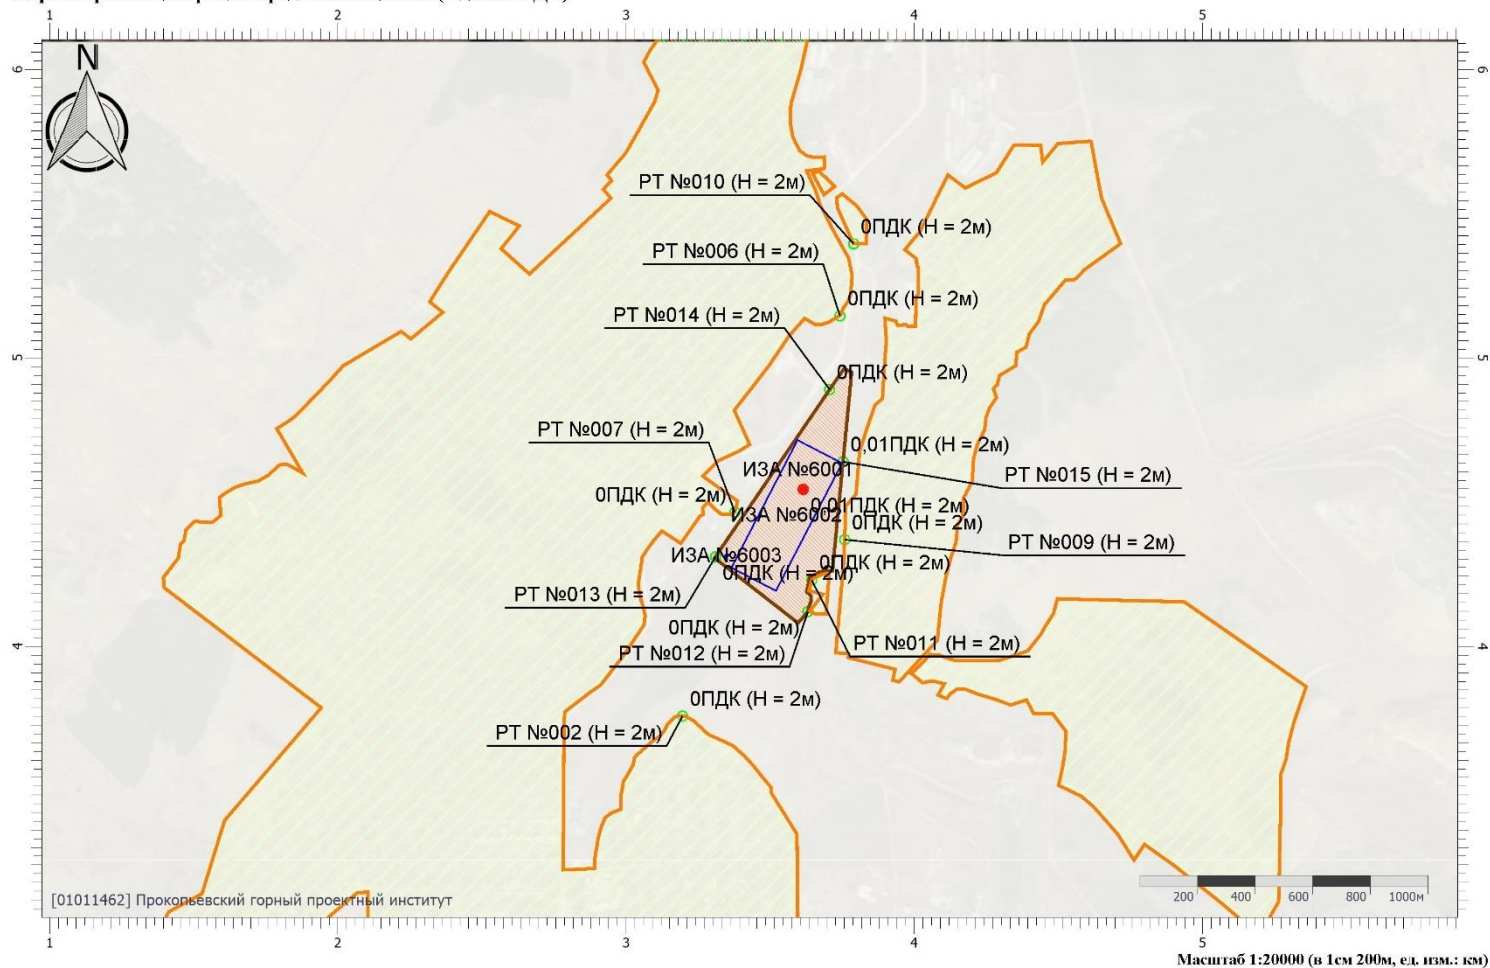 1 2 3 4 5
N
6 6
РТ №010 (Н = 2м)
0ПДК (Н = 2м)
РТ №006 (Н = 2м)
0ПДК (Н = 2м)
РТ №014 (Н = 2м)
5 5
0ПДК (Н = 2м)
РТ №007 (Н = 2м)
0,01ПДК (Н = 2м)
ИЗА №6001
РТ №015 (Н = 2м)
0ПДК (Н = 2м)
0,01ПДК (Н = 2м)
ИЗА №6002
0ПДК (Н = 2м)
РТ №009 (Н = 2м)
ИЗА №6003
0ПДК (Н = 2м)
0ПДК (Н = 2м)
РТ №013 (Н = 2м)
0ПДК (Н = 2м)
РТ №011 (Н = 2м)
4 4
РТ №012 (Н = 2м)
0ПДК (Н = 2м)
РТ №002 (Н = 2м)
200 400 600 800 1000м
[01011462] Прокопьевский горный проектный институт
1 2 3 4 5
Масштаб 1:20000 (в 1см 200м, ед. изм.: км)